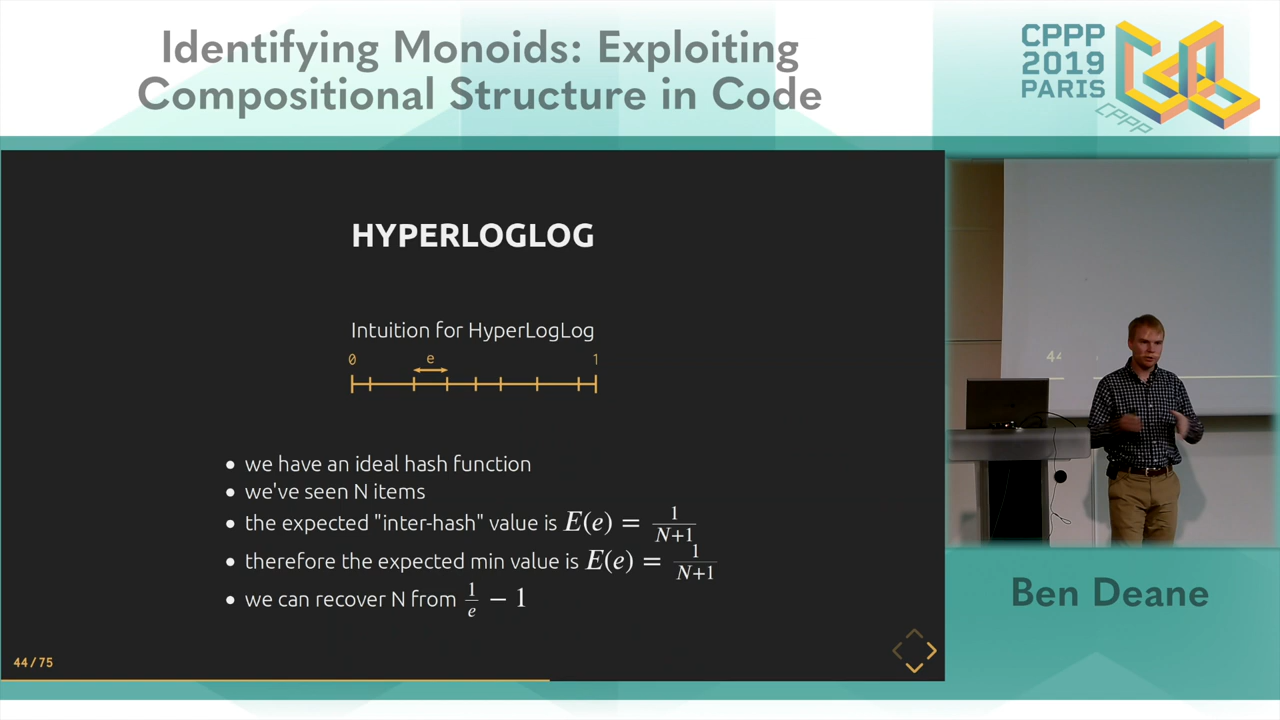 Identifying Monoids: Exploiting
Compositional Structure in Code
CPPP
2019
PARIS
CPPP
HYPERLOGLOG
Intuition for HyperLogLog
0 e 1
• we have an ideal hash function
• we've seen N items
• the expected "inter-hash" value is E(e) = 1/(N+1)
• therefore the expected min value is E(e) = 1/(N+1)
• we can recover N from 1/e − 1
44 / 75
44
Ben Deane